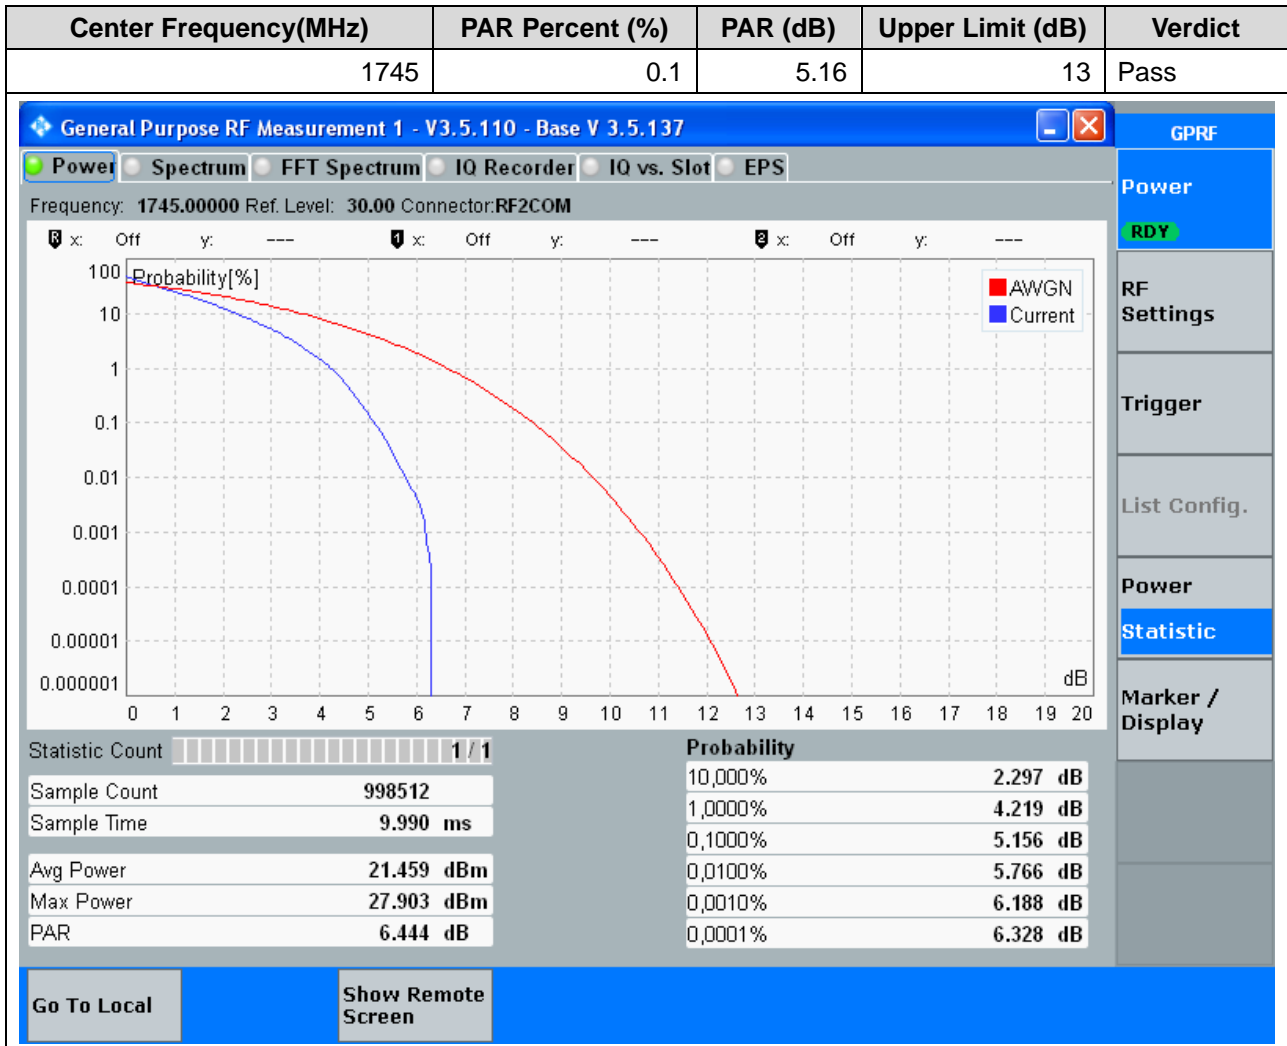 Center Frequency(MHz) PAR Percent (%) PAR (dB) Upper Limit (dB) Verdict
1745 0.1 5.16 13 Pass
General Purpose RF Measurement 1 - V3.5.110 - Base V 3.5.137
GPRF
Power Spectrum FFT Spectrum IQ Recorder IQ vs. Slot EPS
Frequency: 1745.00000 Ref. Level: 30.00 Connector:RF2COM
R x: Off y: --- 1 x: Off y: --- 2 x: Off y: ---
Probability[%]
AWGN
Current
100
10
1
0.1
0.01
0.001
0.0001
0.00001
0.000001
dB
0 1 2 3 4 5 6 7 8 9 10 11 12 13 14 15 16 17 18 19 20
Statistic Count 1 / 1
Sample Count 998512
Sample Time 9.990 ms
Avg Power 21.459 dBm
Max Power 27.903 dBm
PAR 6.444 dB
Probability
10,000% 2.297 dB
1,0000% 4.219 dB
0,1000% 5.156 dB
0,0100% 5.766 dB
0,0010% 6.188 dB
0,0001% 6.328 dB
Power
RDY
RF
Settings
Trigger
List Config.
Power
Statistic
Marker /
Display
Go To Local
Show Remote
Screen